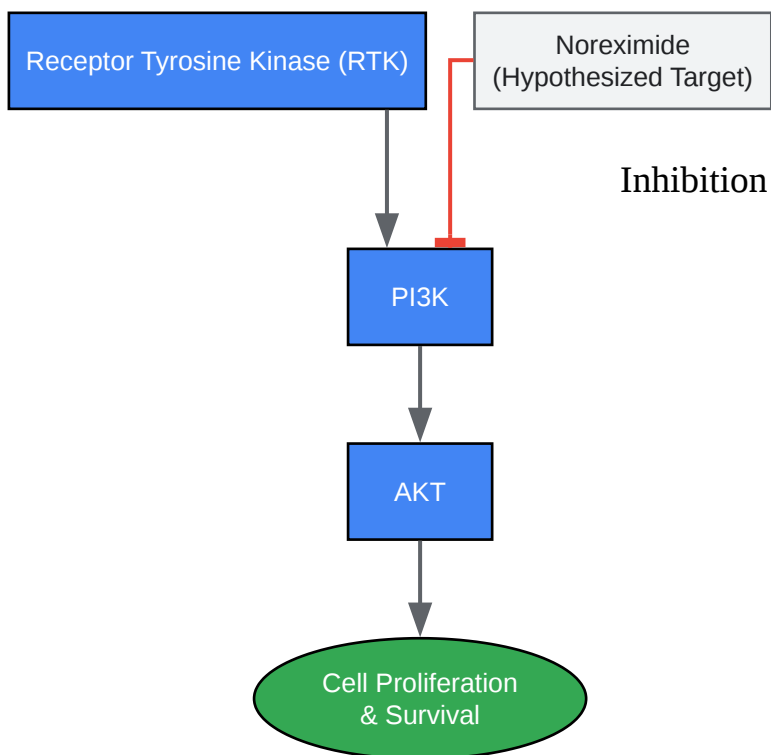 Receptor Tyrosine Kinase (RTK)
Noreximide
(Hypothesized Target)
Inhibition
PI3K
AKT
Cell Proliferation
& Survival